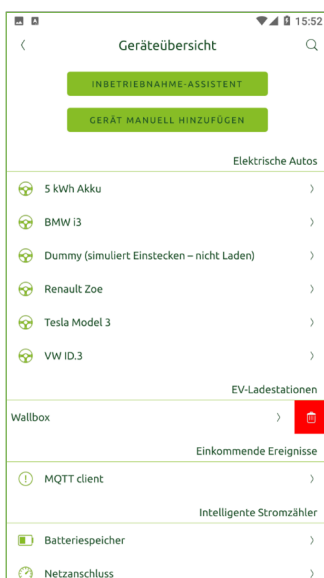 15:52
Geräteübersicht
INBETRIEBNAHME-ASSISTENT
GERÄT MANUELL HINZUFÜGEN
Elektrische Autos
5 kWh Akku
BMW i3
Dummy (simuliert Einstecken – nicht Laden)
Renault Zoe
Tesla Model 3
VW ID.3
EV-Ladestationen
Wallbox
Einkommende Ereignisse
MQTT client
Intelligente Stromzähler
Batteriespeicher
Netzanschluss